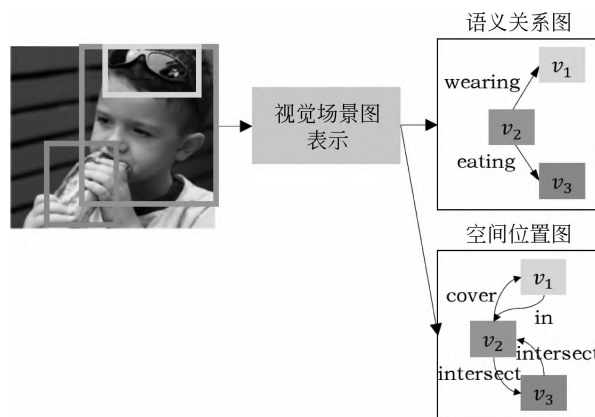 语义关系图
wearing
v₁
v₂
eating
v₃
视觉场景图
表示
空间位置图
v₁
cover
in
v₂
intersect
intersect
v₃